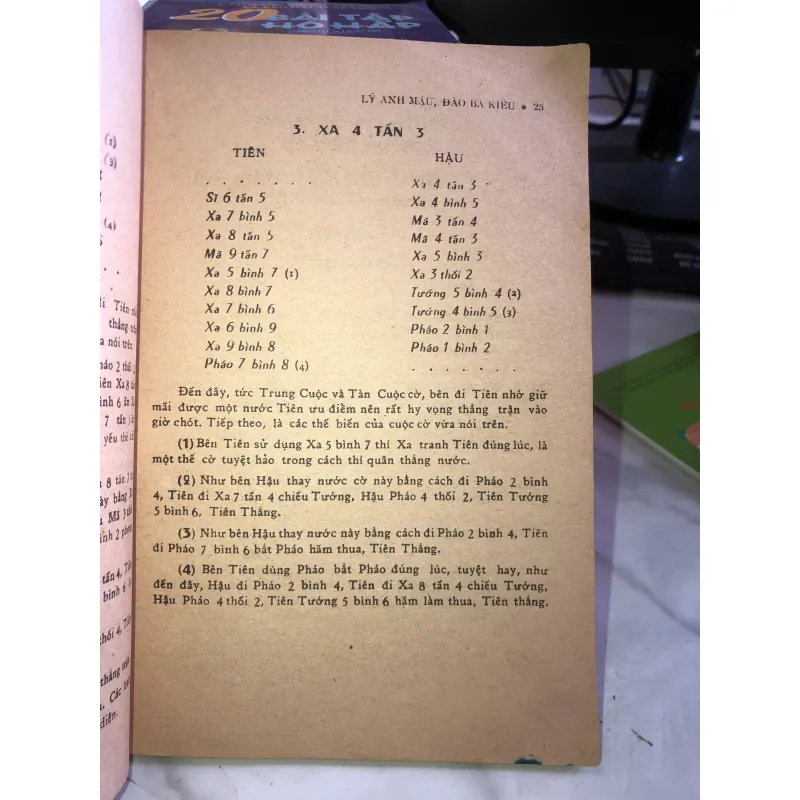 20 BÀI TẬP
HÔ HẤP
LÝ ANH MẬU, ĐÀO BA KIỀU * 25
3. XA 4 TẤN 3
TIÊN HẬU
. . . . . . . Xa 4 tấn 3
Sĩ 6 tấn 5 Xa 4 bình 5
Xa 7 bình 5 Mã 3 tấn 4
Xa 8 tấn 5 Mã 4 tấn 3
Mã 9 tấn 7 Xa 5 bình 3
Xa 5 bình 7 (1) Xa 3 thối 2
Xa 8 bình 7 Tướng 5 bình 4 (2)
Xa 7 bình 6 Tướng 4 bình 5 (3)
Xa 6 bình 9 Pháo 2 bình 1
Xa 9 bình 8 Pháo 1 bình 2
Pháo 7 bình 8 (4) . . . . . . .
Đến đây, tức Trung Cuộc và Tàn Cuộc cờ, bên đi Tiên nhờ giữ
mãi được một nước Tiên ưu điểm nên rất hy vọng thắng trận vào
giờ chót. Tiếp theo, là các thế biến của cuộc cờ vừa nói trên.
(1) Bên Tiên sử dụng Xa 5 bình 7 thí Xa tranh Tiên đúng lúc, là
một thế cờ tuyệt hảo trong cách thí quân thắng nước.
(2) Như bên Hậu thay nước cờ này bằng cách đi Pháo 2 bình
4, Tiên đi Xa 7 tấn 4 chiếu Tướng, Hậu Pháo 4 thối 2, Tiên Tướng
5 bình 6, Tiên Thắng.
(3) Như bên Hậu thay nước này bằng cách đi Pháo 2 bình 4, Tiên
đi Pháo 7 bình 6 bắt Pháo hăm thua, Tiên Thắng.
(4) Bên Tiên dùng Pháo bắt Pháo đúng lúc, tuyệt hay, như
đến đây, Hậu đi Pháo 2 bình 4, Tiên đi Xa 8 tấn 4 chiếu Tướng,
Hậu Pháo 4 thối 2, Tiên Tướng 5 bình 6 hăm làm thua, Tiên thắng.